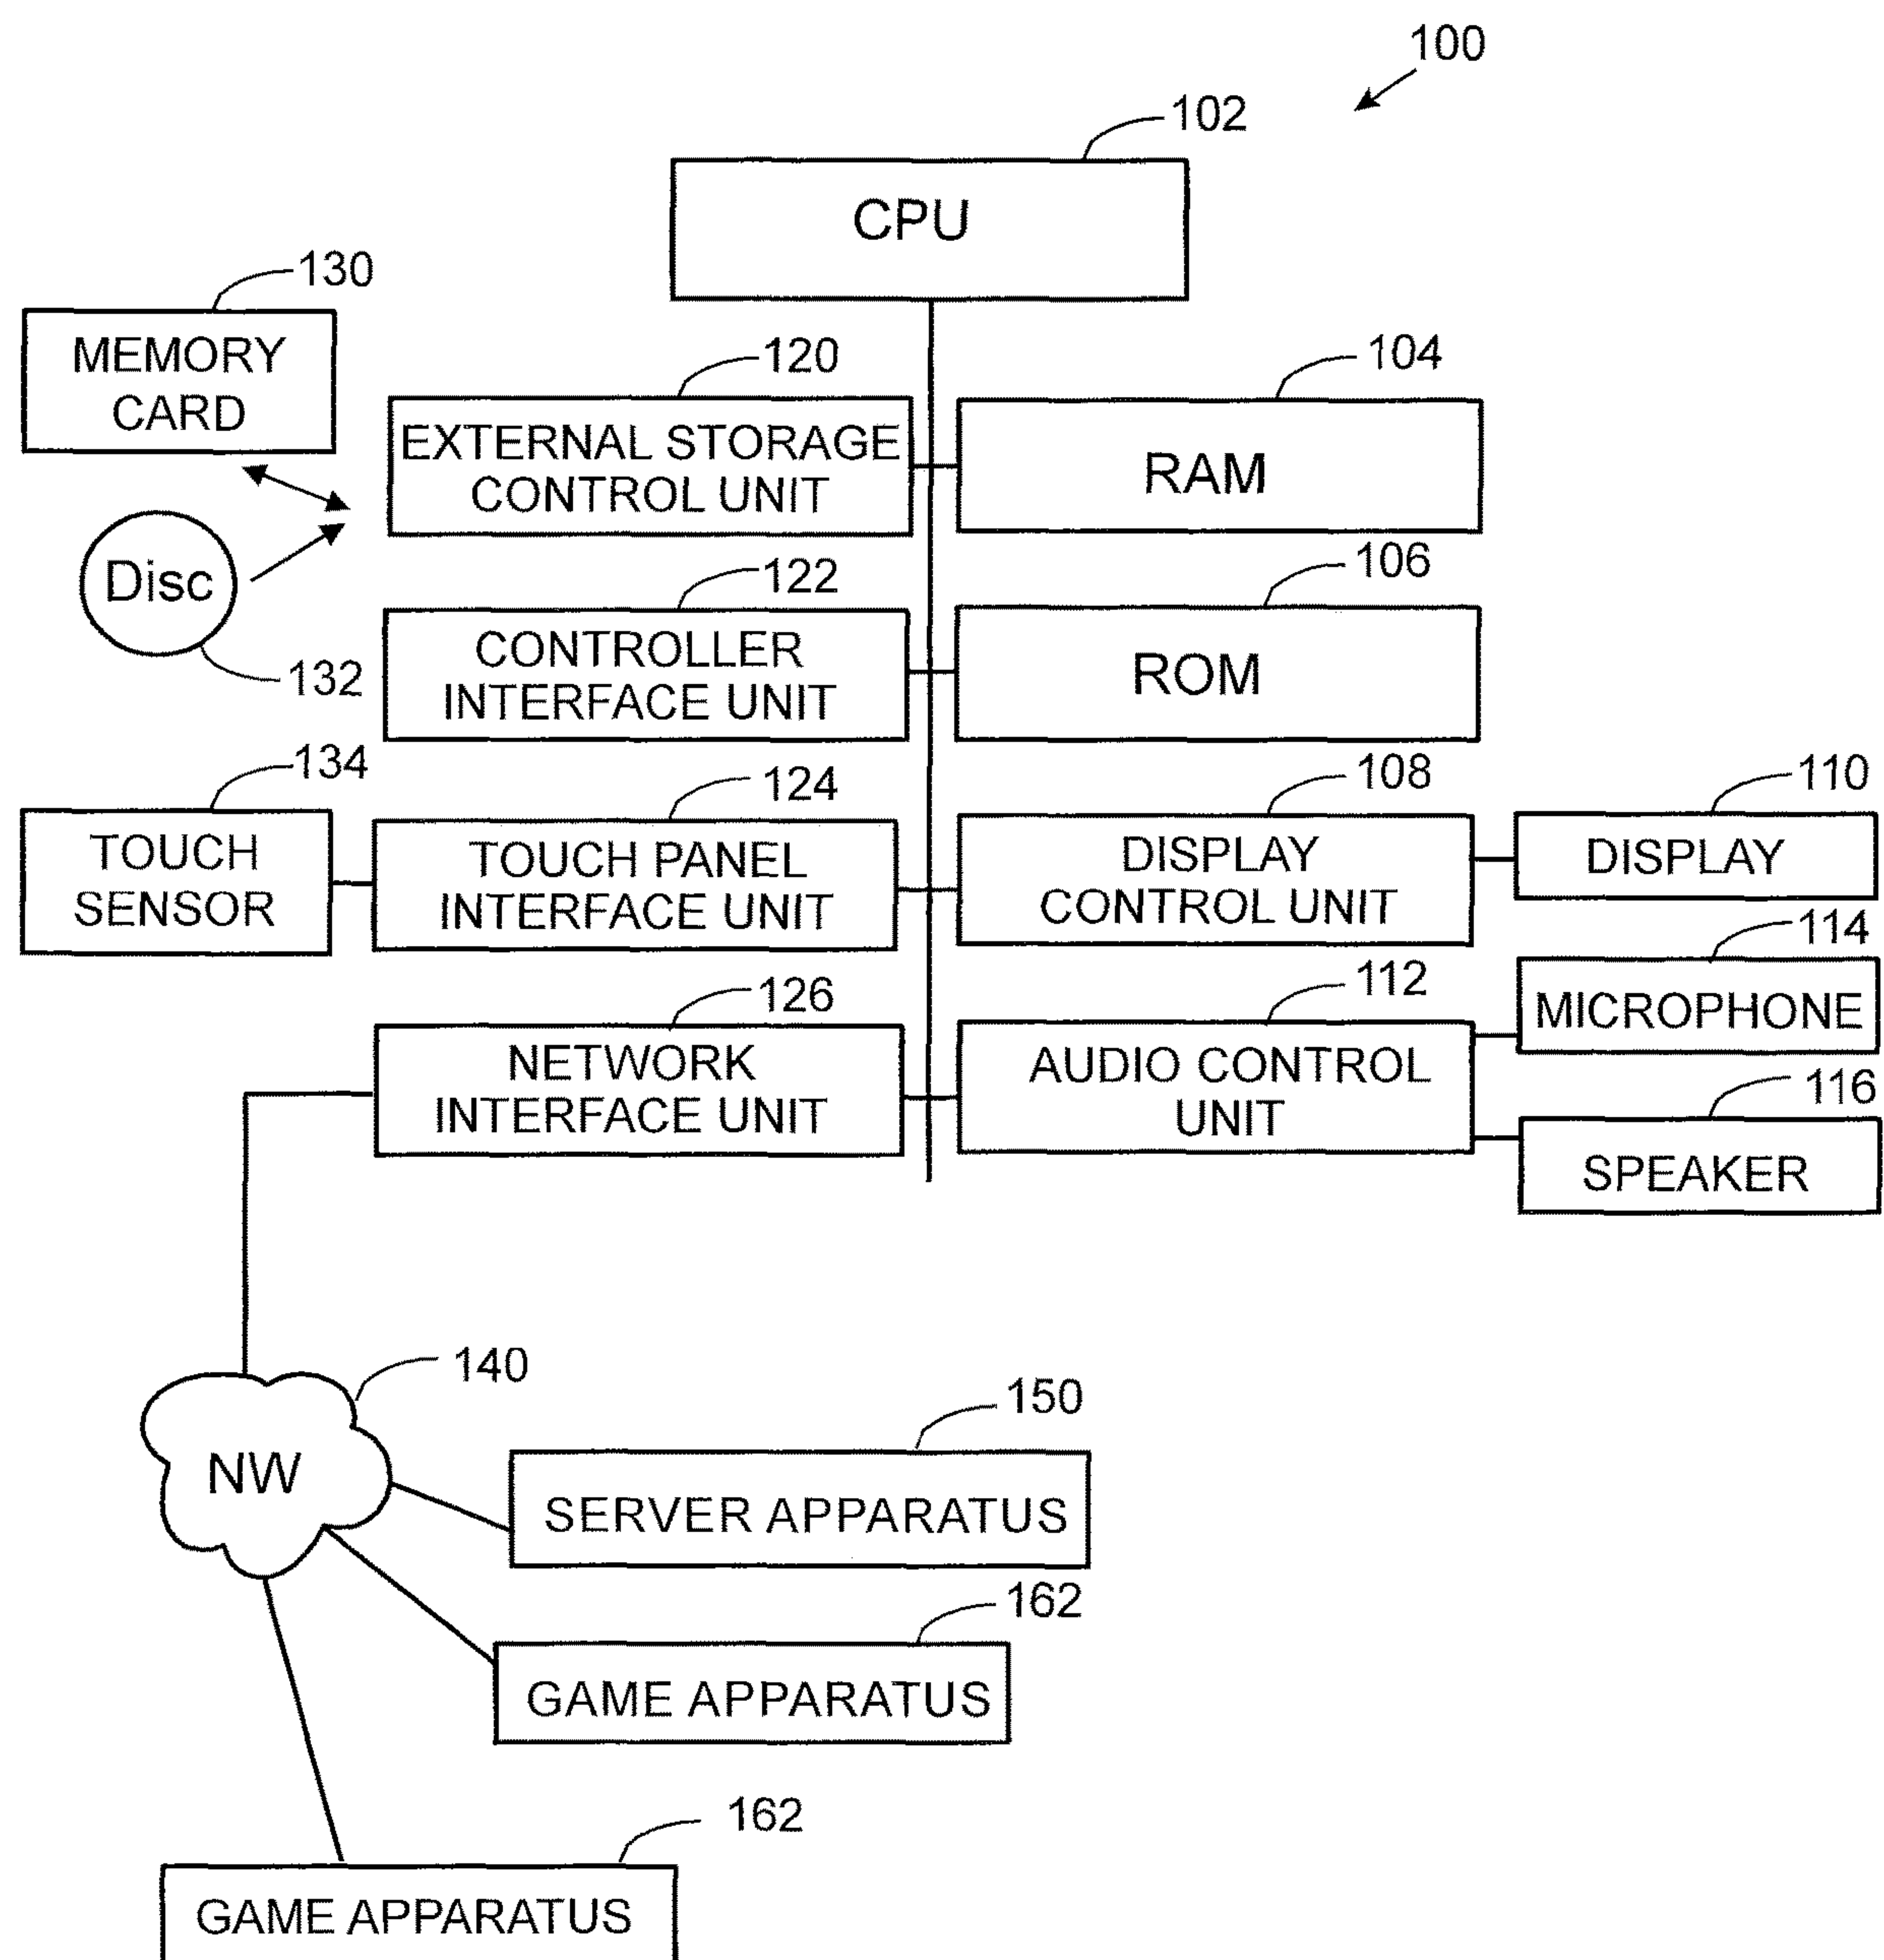 100
102
CPU
130
MEMORY
CARD
120
EXTERNAL STORAGE
CONTROL UNIT
104
RAM
Disc
132
122
CONTROLLER
INTERFACE UNIT
106
ROM
134
TOUCH
SENSOR
124
TOUCH PANEL
INTERFACE UNIT
108
DISPLAY
CONTROL UNIT
110
DISPLAY
126
NETWORK
INTERFACE UNIT
112
AUDIO CONTROL
UNIT
114
MICROPHONE
116
SPEAKER
140
NW
150
SERVER APPARATUS
162
GAME APPARATUS
162
GAME APPARATUS